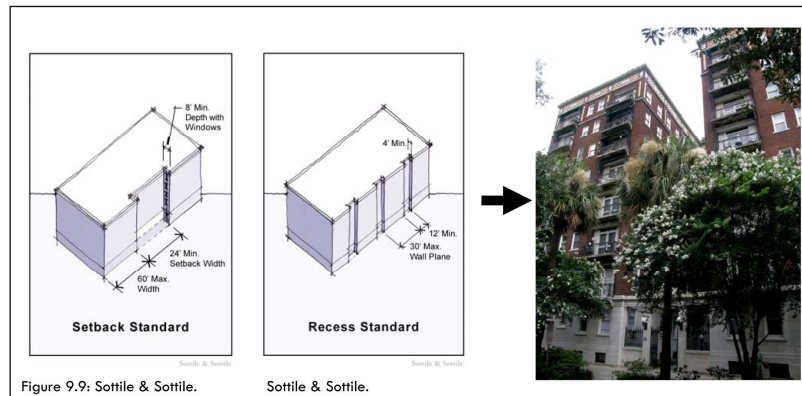 8' Min.
Depth with
Windows
24' Min.
Setback Width
60' Max.
Width
Setback Standard
Sottile & Sottile
4' Min.
12' Min.
30' Max.
Wall Plane
Recess Standard
Sottile & Sottile
Figure 9.9: Sottile & Sottile.
Sottile & Sottile.